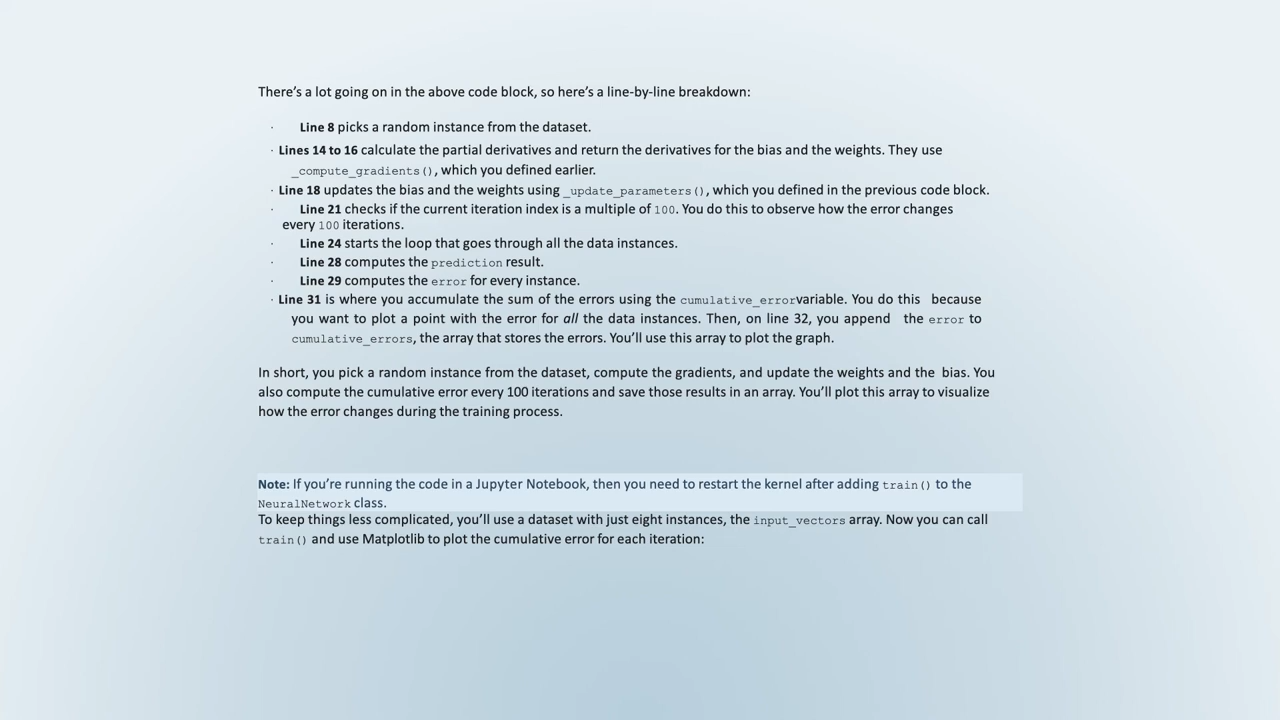 There’s a lot going on in the above code block, so here’s a line-by-line breakdown:
· Line 8 picks a random instance from the dataset.
· Lines 14 to 16 calculate the partial derivatives and return the derivatives for the bias and the weights. They use
_compute_gradients(), which you defined earlier.
· Line 18 updates the bias and the weights using _update_parameters(), which you defined in the previous code block.
· Line 21 checks if the current iteration index is a multiple of 100. You do this to observe how the error changes
every 100 iterations.
· Line 24 starts the loop that goes through all the data instances.
· Line 28 computes the prediction result.
· Line 29 computes the error for every instance.
· Line 31 is where you accumulate the sum of the errors using the cumulative_errorvariable. You do this because
you want to plot a point with the error for all the data instances. Then, on line 32, you append the error to
cumulative_errors, the array that stores the errors. You’ll use this array to plot the graph.
In short, you pick a random instance from the dataset, compute the gradients, and update the weights and the bias. You
also compute the cumulative error every 100 iterations and save those results in an array. You’ll plot this array to visualize
how the error changes during the training process.
Note: If you’re running the code in a Jupyter Notebook, then you need to restart the kernel after adding train() to the
NeuralNetwork class.
To keep things less complicated, you’ll use a dataset with just eight instances, the input_vectors array. Now you can call
train() and use Matplotlib to plot the cumulative error for each iteration: